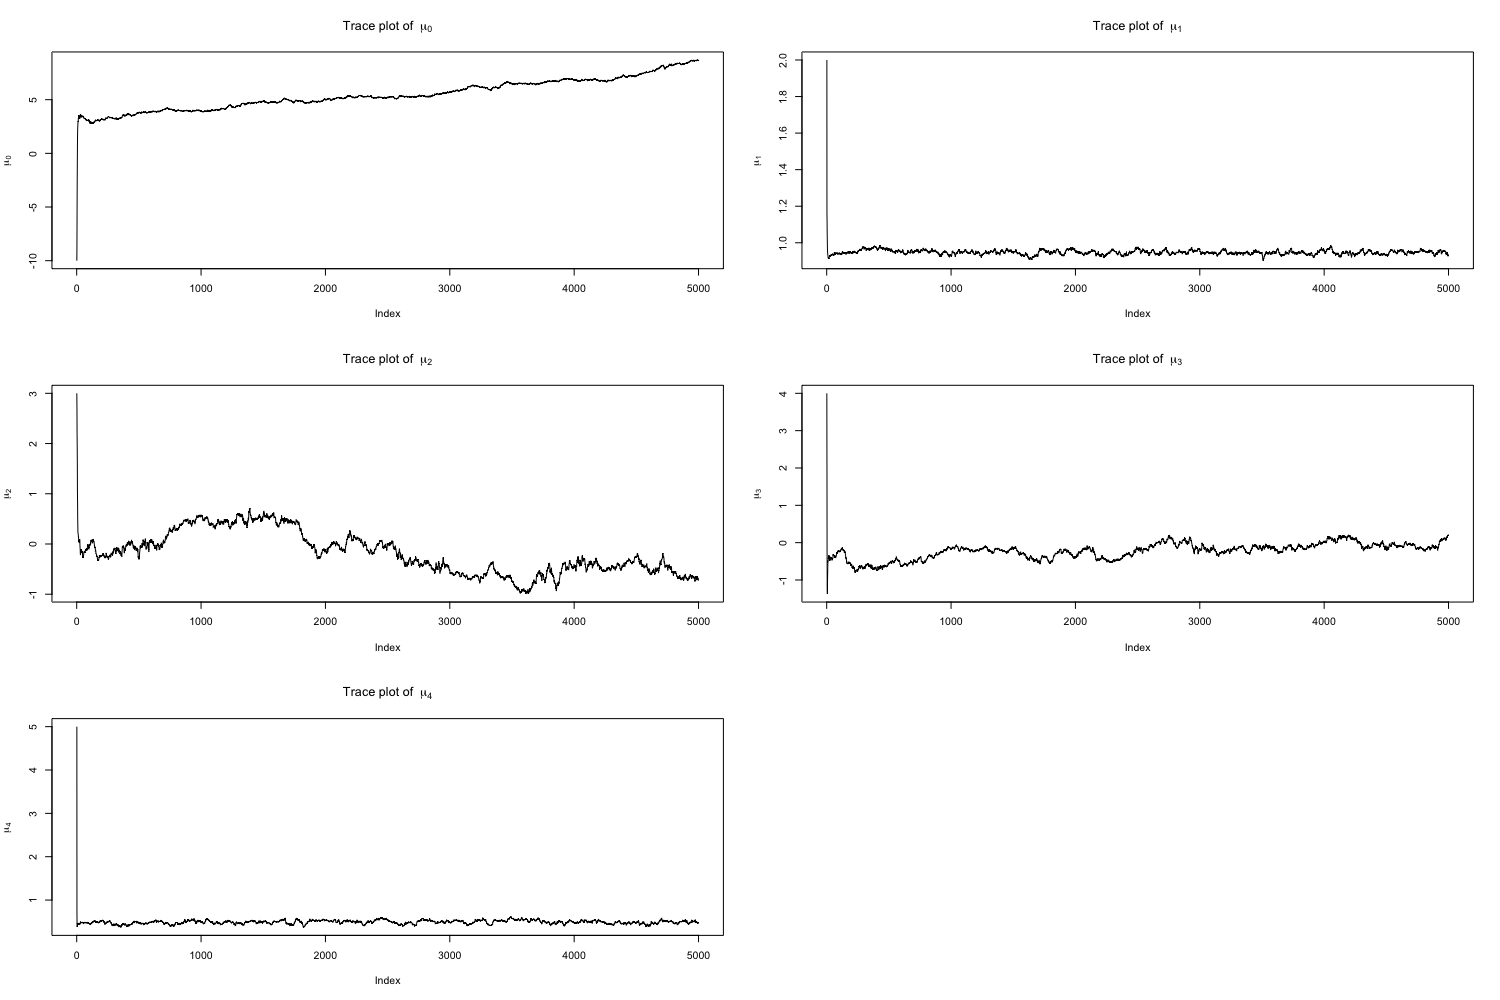 Trace plot of μ0
μ0
5
0
-5
-10
0 1000 2000 3000 4000 5000
Index
Trace plot of μ1
μ1
2.0
1.8
1.6
1.4
1.2
1.0
0 1000 2000 3000 4000 5000
Index
Trace plot of μ2
μ2
3
2
1
0
-1
0 1000 2000 3000 4000 5000
Index
Trace plot of μ3
μ3
4
3
2
1
0
-1
0 1000 2000 3000 4000 5000
Index
Trace plot of μ4
μ4
5
4
3
2
1
0 1000 2000 3000 4000 5000
Index